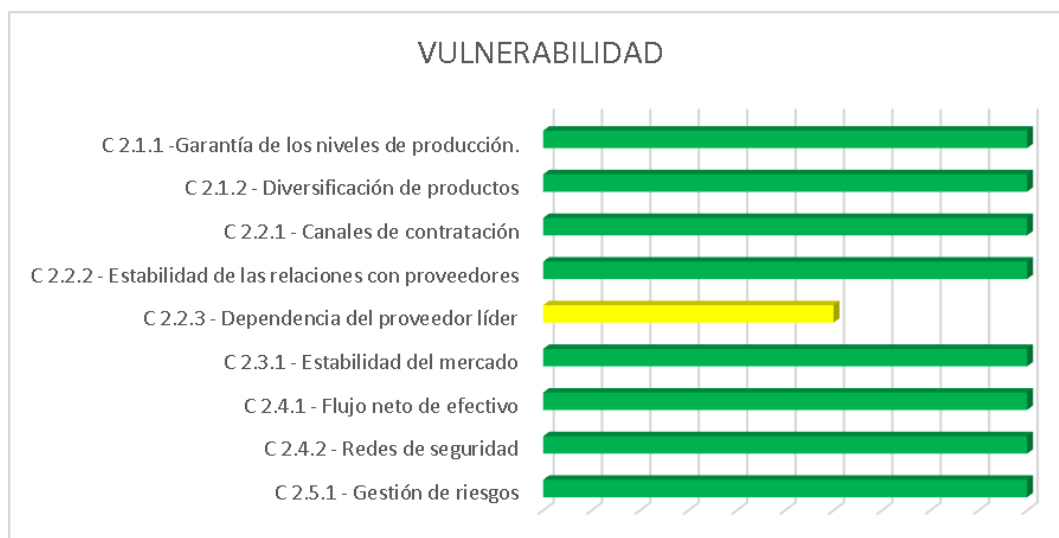 VULNERABILIDAD
C 2.1.1 -Garantía de los niveles de producción.
C 2.1.2 - Diversificación de productos
C 2.2.1 - Canales de contratación
C 2.2.2 - Estabilidad de las relaciones con proveedores
C 2.2.3 - Dependencia del proveedor líder
C 2.3.1 - Estabilidad del mercado
C 2.4.1 - Flujo neto de efectivo
C 2.4.2 - Redes de seguridad
C 2.5.1 - Gestión de riesgos